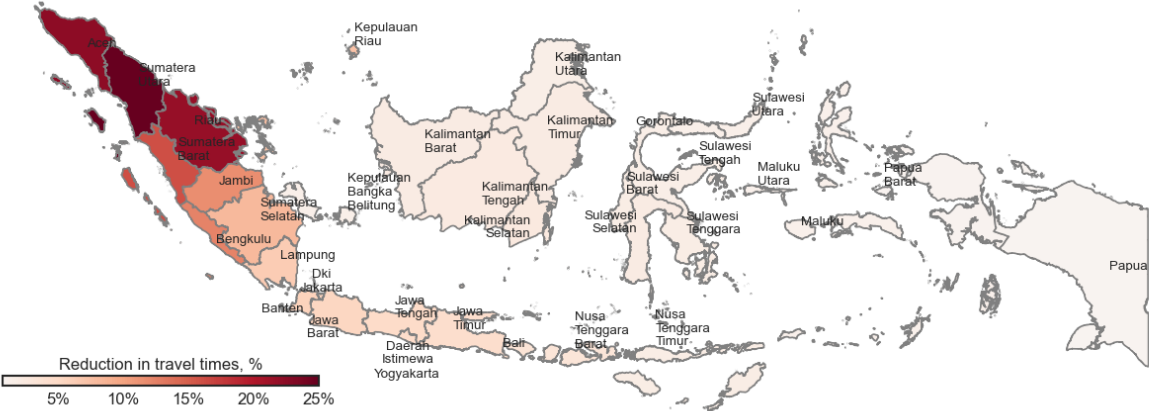 Aceh
Sumatera
Utara
Riau
Sumatera
Barat
Jambi
Sumatera
Selatan
Bengkulu
Lampung
Kepulauan
Riau
Kepulauan
Bangka
Belitung
Dki
Jakarta
Banten
Jawa
Barat
Jawa
Tengah
Daerah
Istimewa
Yogyakarta
Jawa
Timur
Bali
Nusa
Tenggara
Barat
Nusa
Tenggara
Timur
Kalimantan
Utara
Kalimantan
Timur
Kalimantan
Barat
Kalimantan
Tengah
Kalimantan
Selatan
Gorontalo
Sulawesi
Utara
Sulawesi
Tengah
Sulawesi
Barat
Sulawesi
Selatan
Sulawesi
Tenggara
Maluku
Utara
Maluku
Papua
Barat
Papua
Reduction in travel times, %
5% 10% 15% 20% 25%